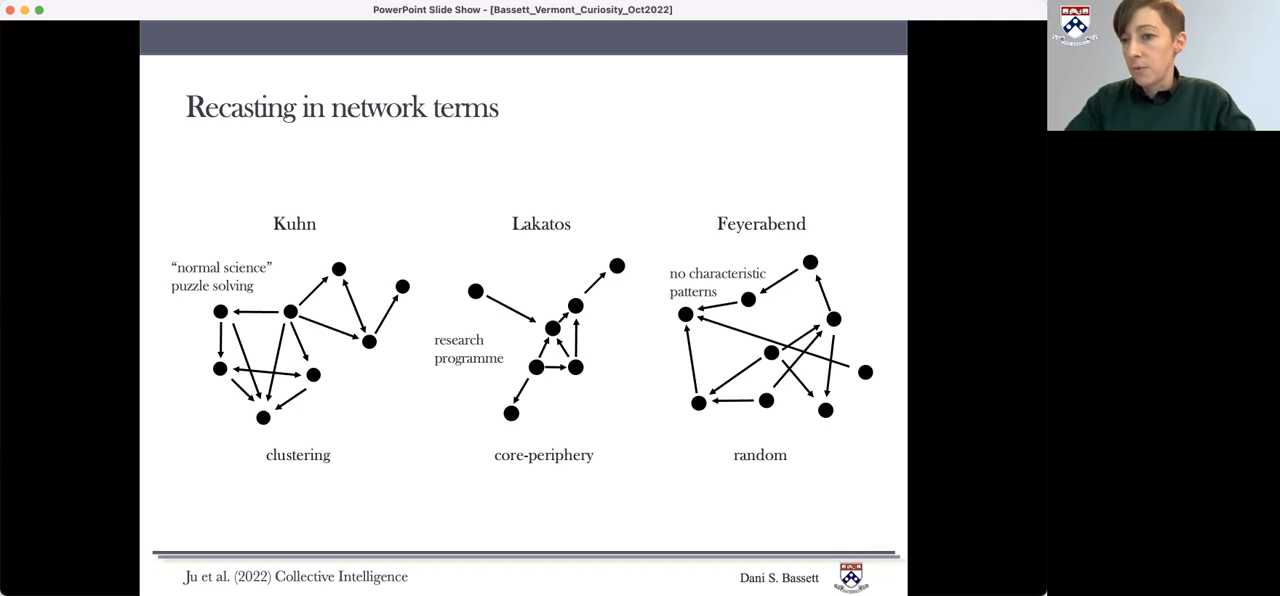 PowerPoint Slide Show - [Bassett_Vermont_Curiosity_Oct2022]
Recasting in network terms
Kuhn
Lakatos
Feyerabend
“normal science”
puzzle solving
research
programme
no characteristic
patterns
clustering
core-periphery
random
Ju et al. (2022) Collective Intelligence
Dani S. Bassett